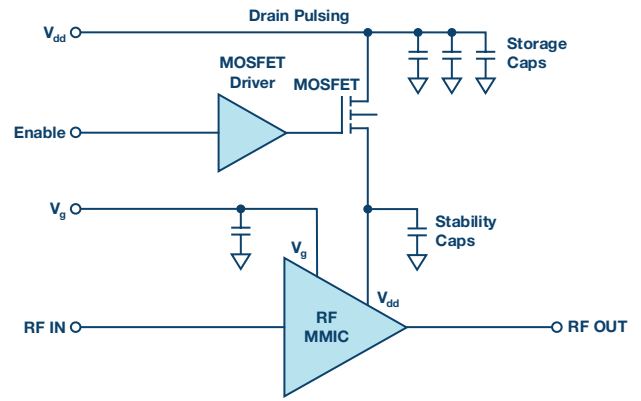 Drain Pulsing
Vdd
Storage
Caps
MOSFET
Driver
MOSFET
Enable
Vg
Stability
Caps
Vg
Vdd
RF IN
RF
MMIC
RF OUT